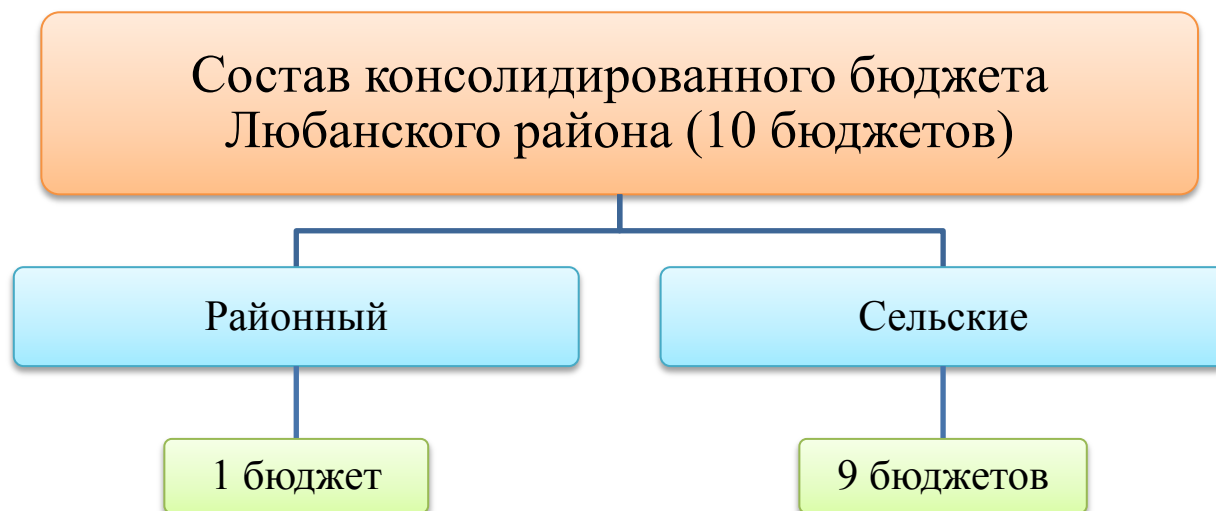 Состав консолидированного бюджета
Любанского района (10 бюджетов)
Районный
Сельские
1 бюджет
9 бюджетов